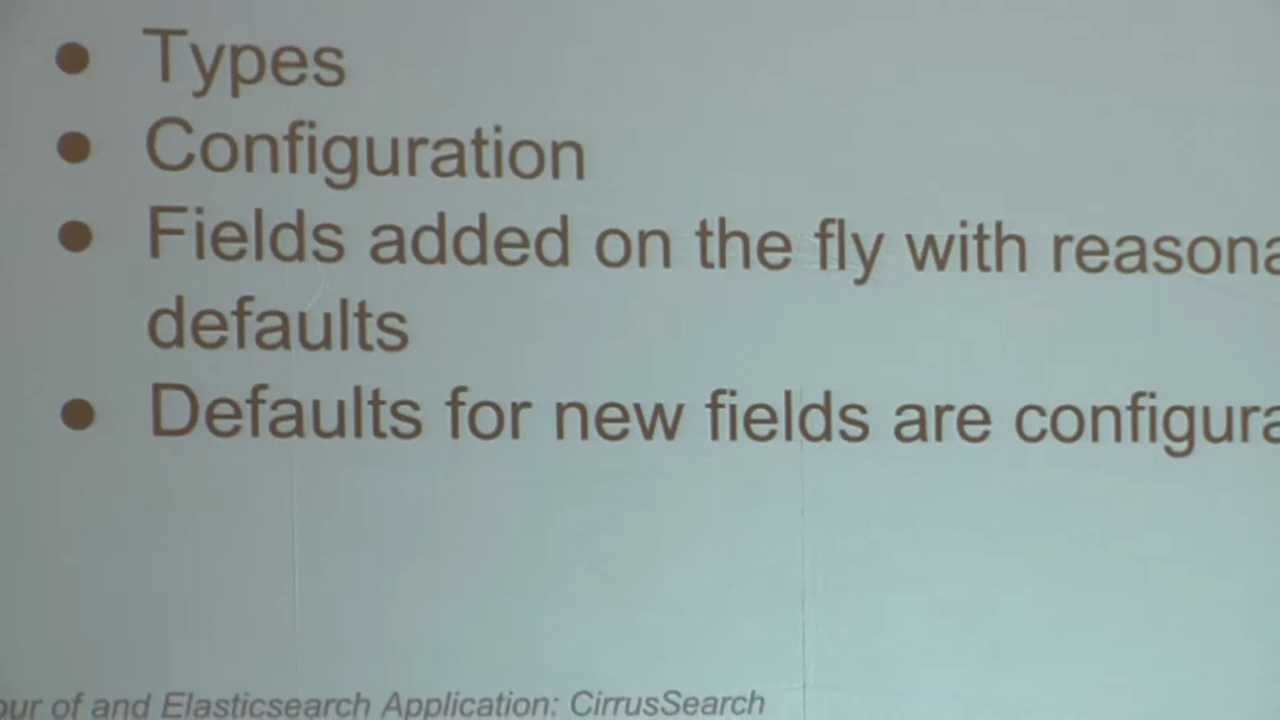 ● Types
● Configuration
● Fields added on the fly with reasona
defaults
● Defaults for new fields are configura
our of and Elasticsearch Application: CirrusSearch